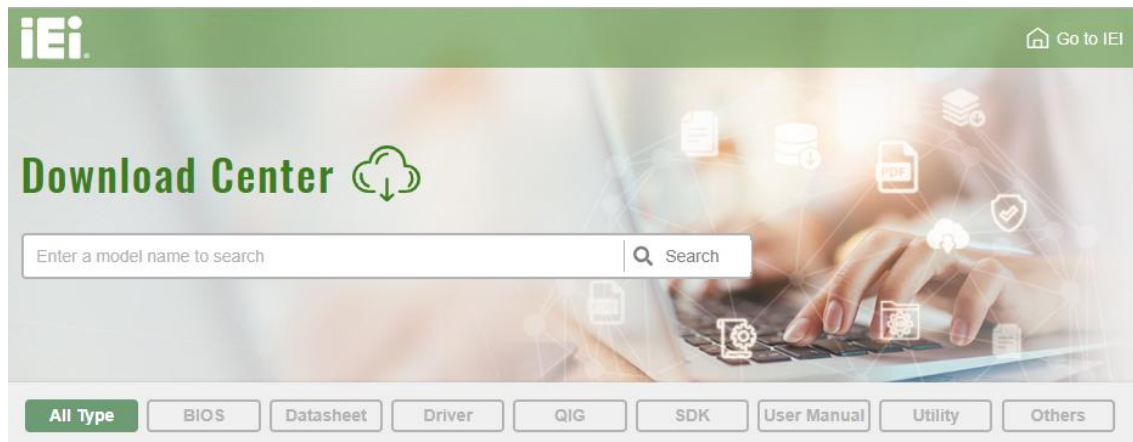 iEi.
Go to IEI
Download Center
Enter a model name to search
Search
PDF
All Type
BIOS
Datasheet
Driver
QIG
SDK
User Manual
Utility
Others